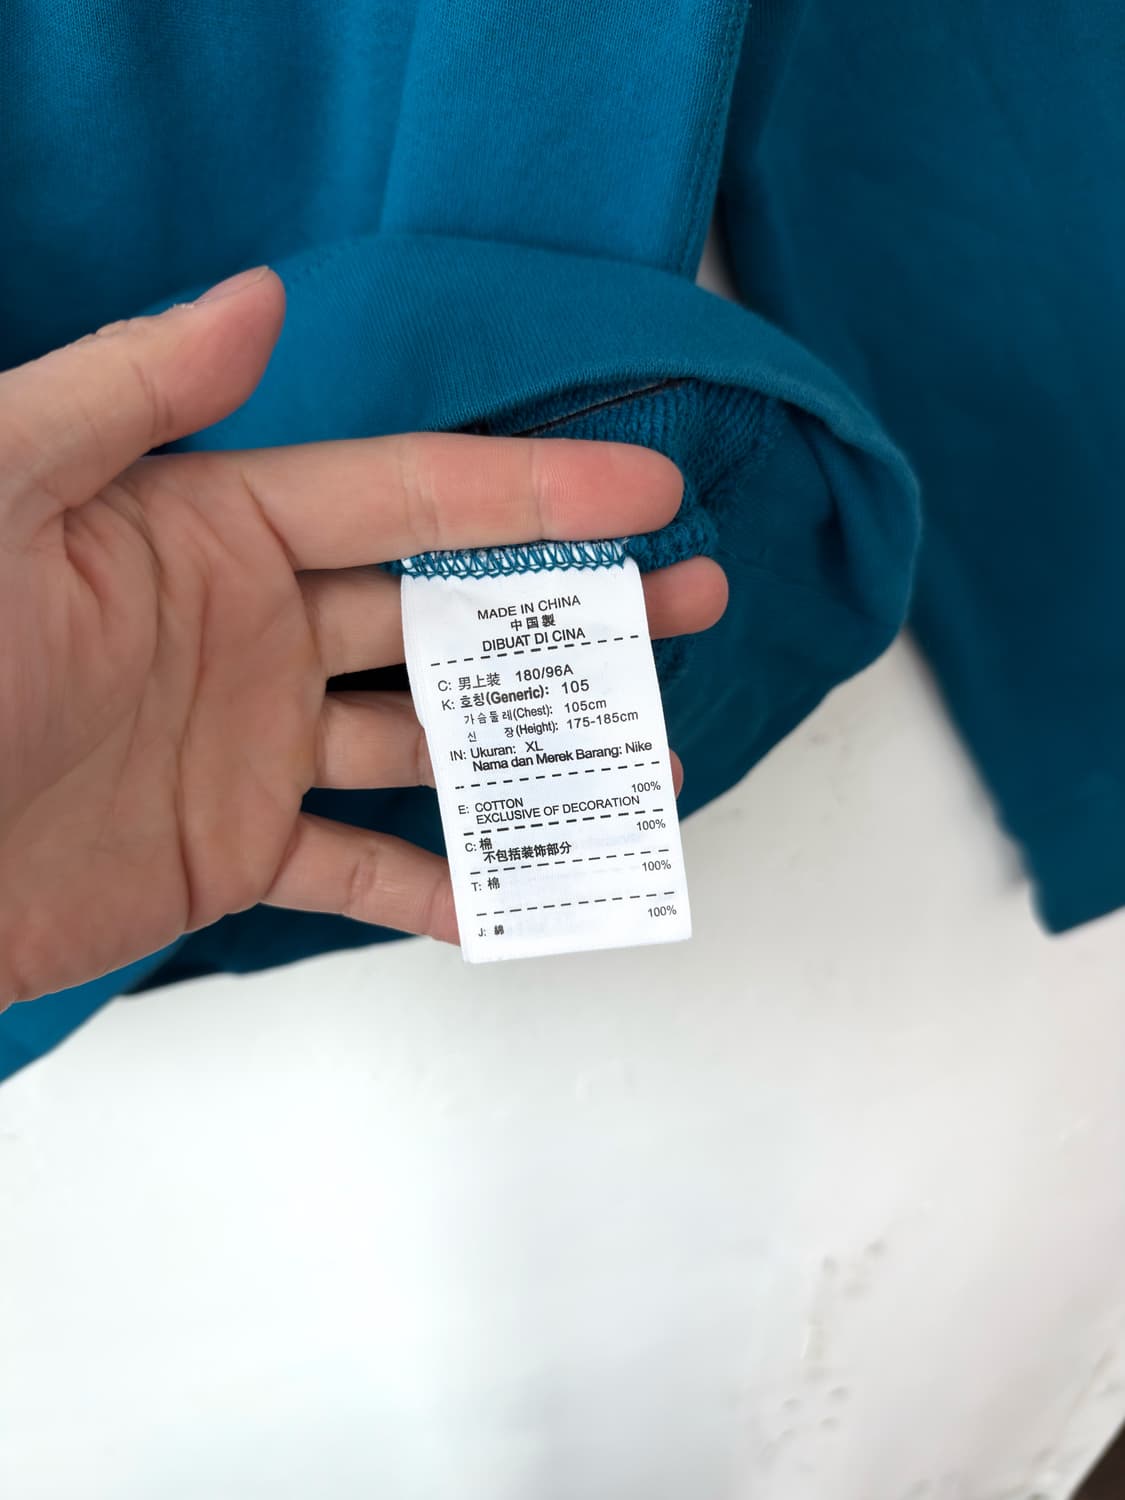 MADE IN CHINA
中国製
DIBUAT DI CINA
C: 男上装 180/96A
K: 호칭(Generic): 105
가슴둘레(Chest): 105cm
신 장(Height): 175-185cm
IN: Ukuran: XL
Nama dan Merek Barang: Nike
100%
E: COTTON
EXCLUSIVE OF DECORATION
100%
C: 棉
不包括装饰部分
100%
T: 棉
100%
J: 綿